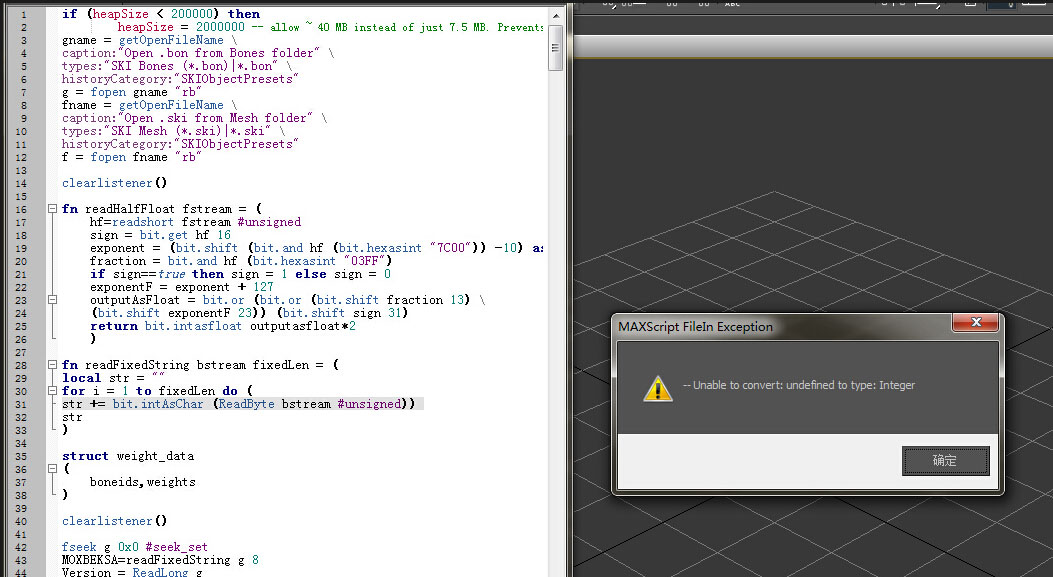 ABC
1 if (heapSize < 200000) then
2 heapSize = 2000000 -- allow ~ 40 MB instead of just 7.5 MB. Prevents
3 gname = getOpenFileName \
4 caption:"Open .bon from Bones folder" \
5 types:"SKI Bones (*.bon)|*.bon" \
6 historyCategory:"SKIObjectPresets"
7 g = fopen gname "rb"
8 fname = getOpenFileName \
9 caption:"Open .ski from Mesh folder" \
10 types:"SKI Mesh (*.ski)|*.ski" \
11 historyCategory:"SKIObjectPresets"
12 f = fopen fname "rb"
13
14 clearlistener()
15
16 fn readHalfFloat fstream = (
17 hf=readshort fstream #unsigned
18 sign = bit.get hf 16
19 exponent = (bit.shift (bit.and hf (bit.hexasint "7C00")) -10) as
20 fraction = bit.and hf (bit.hexasint "03FF")
21 if sign==true then sign = 1 else sign = 0
22 exponentF = exponent + 127
23 outputAsFloat = bit.or (bit.or (bit.shift fraction 13) \
24 (bit.shift exponentF 23)) (bit.shift sign 31)
25 return bit.intasfloat outputasfloat*2
26 )
27
28 fn readFixedString bstream fixedLen = (
29 local str = ""
30 for i = 1 to fixedLen do (
31 str += bit.intAsChar (ReadByte bstream #unsigned))
32 str
33 )
34
35 struct weight_data
36 (
37 boneids,weights
38 )
39
40 clearlistener()
41
42 fseek g 0x0 #seek_set
43 MOXBEKSA=readFixedString g 8
44 Version = ReadLong g
MAXScript FileIn Exception
-- Unable to convert: undefined to type: Integer
确定